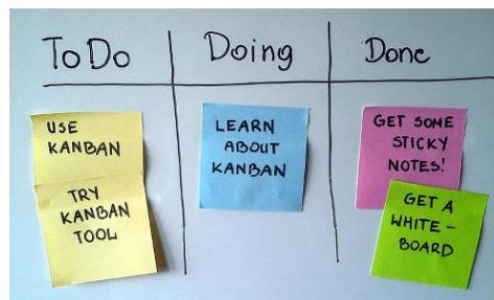 To Do
Doing
Done
USE
KANBAN
TRY
KANBAN
TOOL
LEARN
ABOUT
KANBAN
GET SOME
STICKY
NOTES!
GET A
WHITE-
BOARD